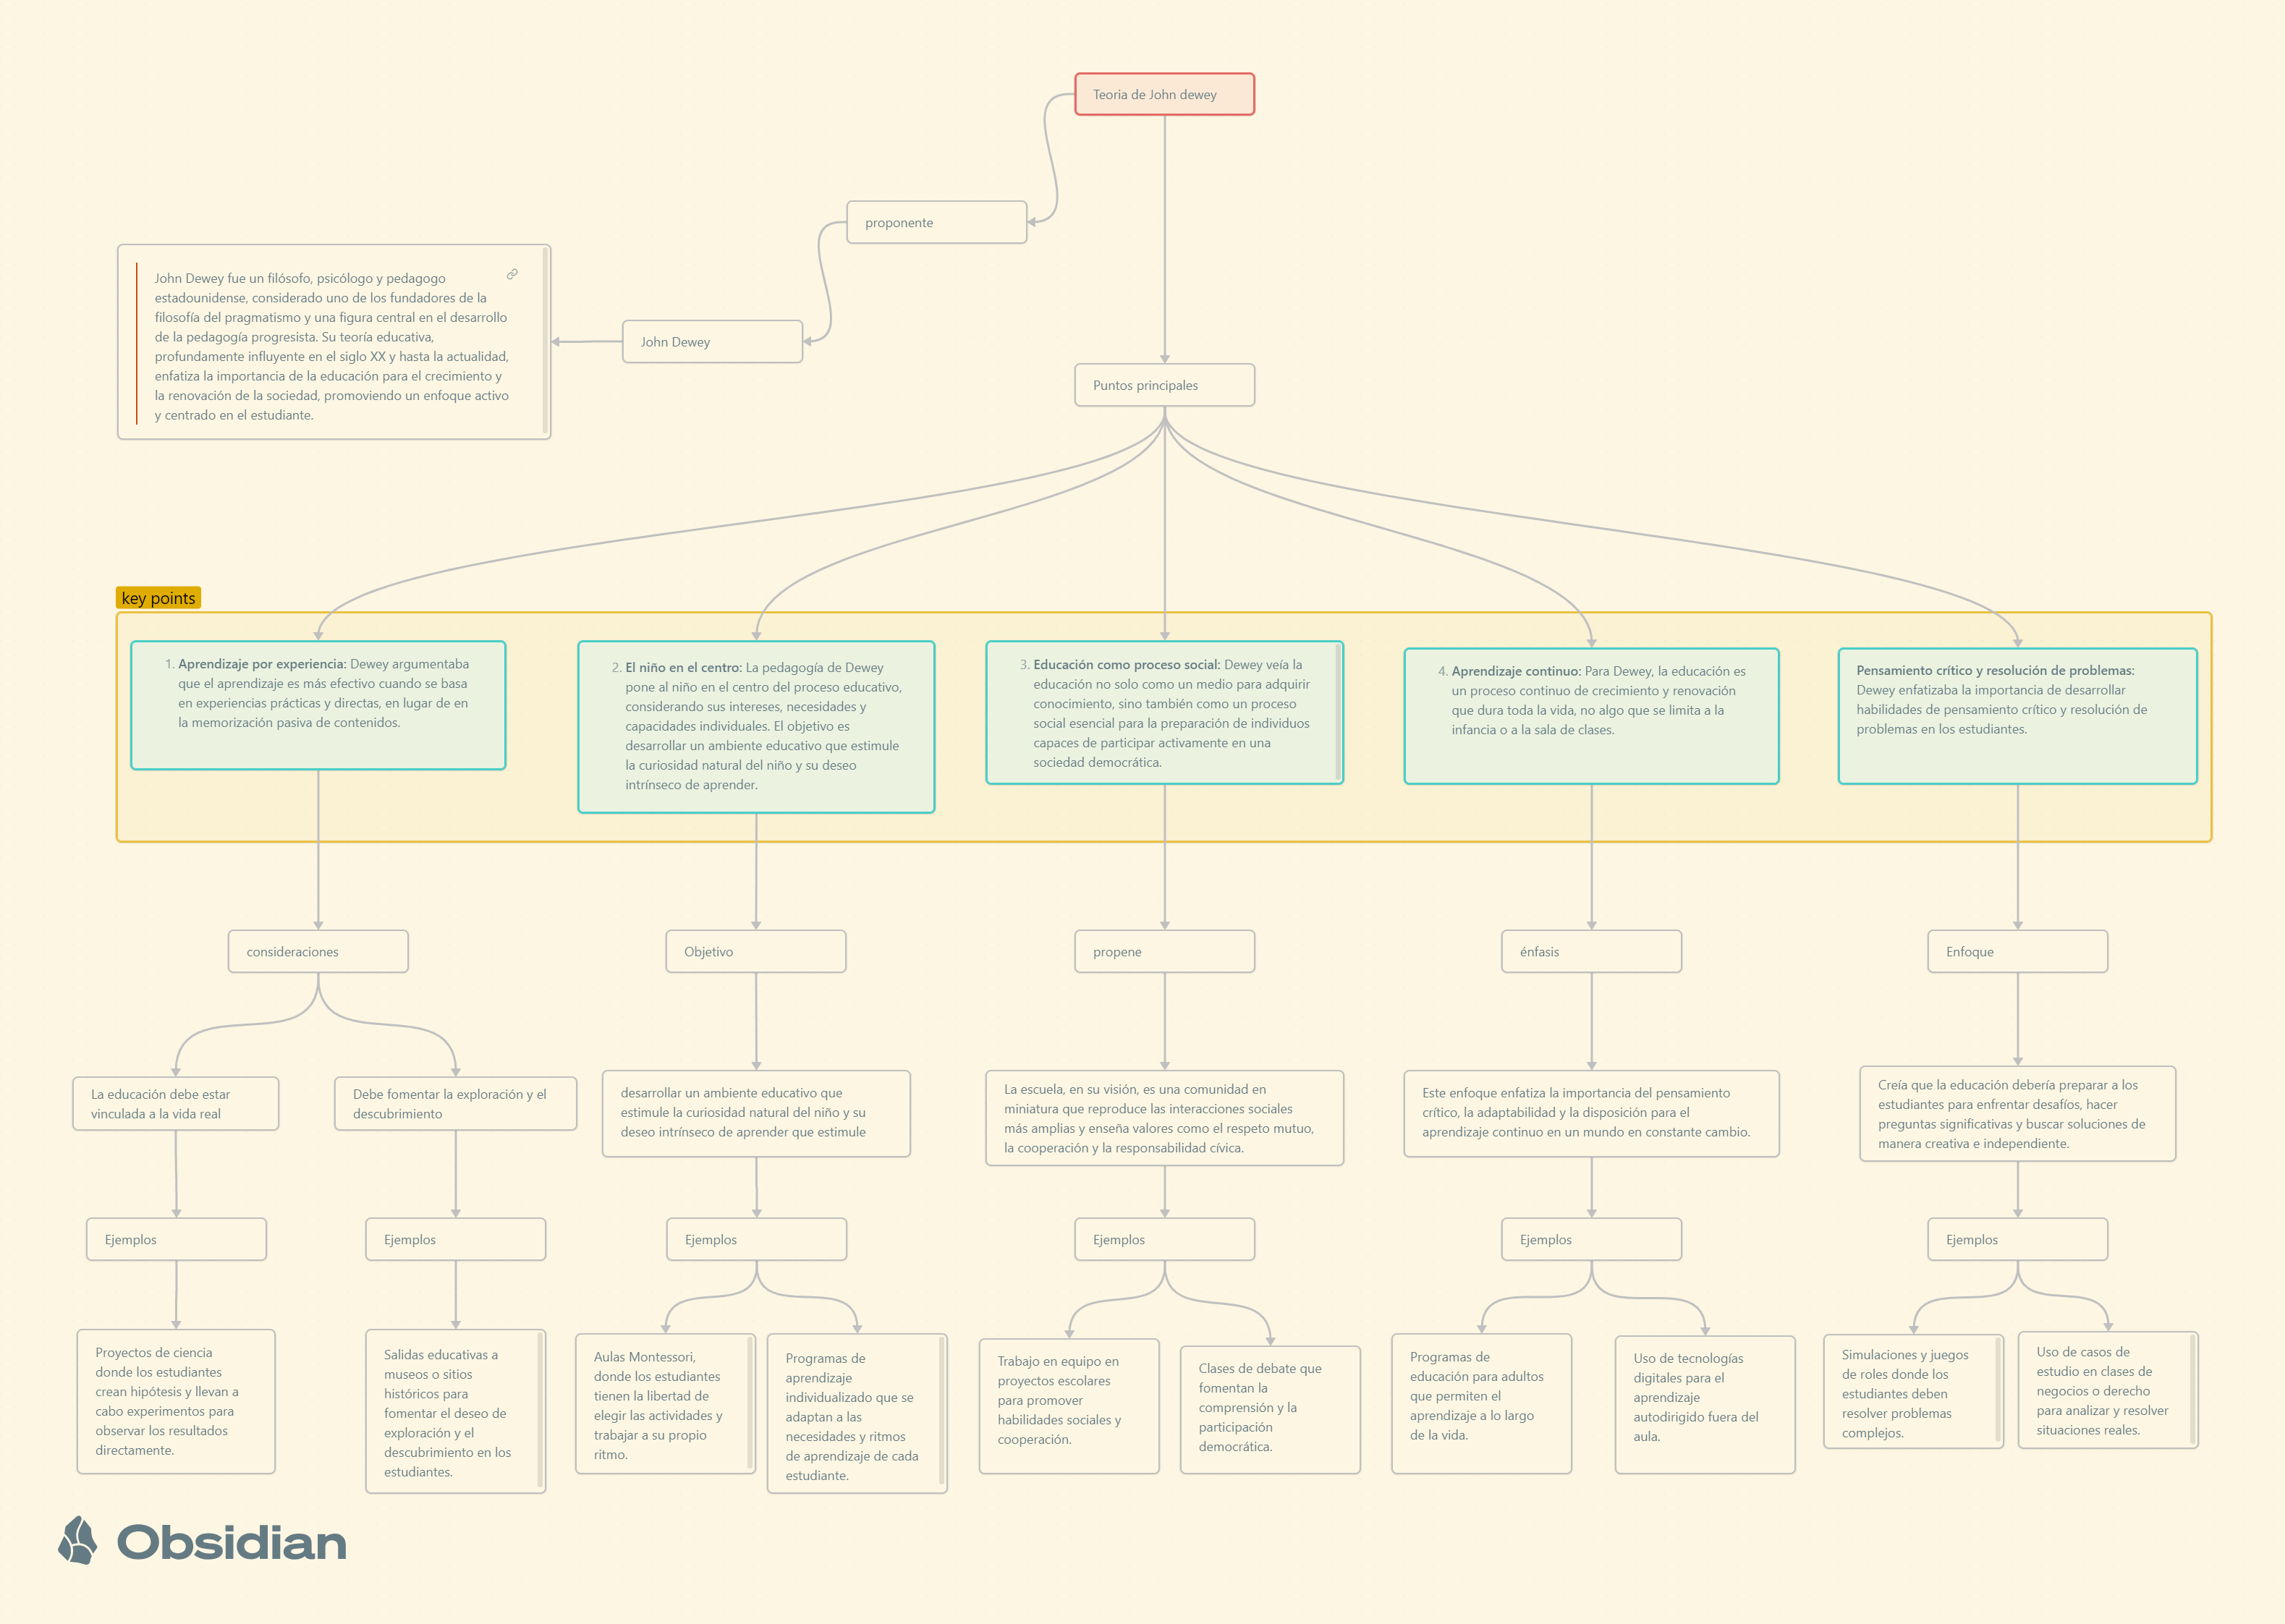 Teoria de John dewey
proponente
John Dewey fue un filósofo, psicólogo y pedagogo
estadounidense, considerado uno de los fundadores de la
filosofía del pragmatismo y una figura central en el desarrollo
de la pedagogía progresista. Su teoría educativa,
profundamente influyente en el siglo XX y hasta la actualidad,
enfatiza la importancia de la educación para el crecimiento y
la renovación de la sociedad, promoviendo un enfoque activo
y centrado en el estudiante.
John Dewey
Puntos principales
key points
1. Aprendizaje por experiencia: Dewey argumentaba
que el aprendizaje es más efectivo cuando se basa
en experiencias prácticas y directas, en lugar de en
la memorización pasiva de contenidos.
2. El niño en el centro: La pedagogía de Dewey
pone al niño en el centro del proceso educativo,
considerando sus intereses, necesidades y
capacidades individuales. El objetivo es
desarrollar un ambiente educativo que estimule
la curiosidad natural del niño y su deseo
intrínseco de aprender.
3. Educación como proceso social: Dewey veía la
educación no solo como un medio para adquirir
conocimiento, sino también como un proceso
social esencial para la preparación de individuos
capaces de participar activamente en una
sociedad democrática.
4. Aprendizaje continuo: Para Dewey, la educación es
un proceso continuo de crecimiento y renovación
que dura toda la vida, no algo que se limita a la
infancia o a la sala de clases.
Pensamiento crítico y resolución de problemas:
Dewey enfatizaba la importancia de desarrollar
habilidades de pensamiento crítico y resolución de
problemas en los estudiantes.
consideraciones
Objetivo
propene
énfasis
Enfoque
La educación debe estar
vinculada a la vida real
Debe fomentar la exploración y el
descubrimiento
desarrollar un ambiente educativo que
estimule la curiosidad natural del niño y su
deseo intrínseco de aprender que estimule
La escuela, en su visión, es una comunidad en
miniatura que reproduce las interacciones sociales
más amplias y enseña valores como el respeto mutuo,
la cooperación y la responsabilidad cívica.
Este enfoque enfatiza la importancia del pensamiento
crítico, la adaptabilidad y la disposición para el
aprendizaje continuo en un mundo en constante cambio.
Creía que la educación debería preparar a los
estudiantes para enfrentar desafíos, hacer
preguntas significativas y buscar soluciones de
manera creativa e independiente.
Ejemplos
Ejemplos
Ejemplos
Ejemplos
Ejemplos
Ejemplos
Proyectos de ciencia
donde los estudiantes
crean hipótesis y llevan a
cabo experimentos para
observar los resultados
directamente.
Salidas educativas a
museos o sitios
históricos para
fomentar el deseo de
exploración y el
descubrimiento en los
estudiantes.
Aulas Montessori,
donde los estudiantes
tienen la libertad de
elegir las actividades y
trabajar a su propio
ritmo.
Programas de
aprendizaje
individualizado que se
adaptan a las
necesidades y ritmos
de aprendizaje de cada
estudiante.
Trabajo en equipo en
proyectos escolares
para promover
habilidades sociales y
cooperación.
Clases de debate que
fomentan la
comprensión y la
participación
democrática.
Programas de
educación para adultos
que permiten el
aprendizaje a lo largo
de la vida.
Uso de tecnologías
digitales para el
aprendizaje
autodirigido fuera del
aula.
Simulaciones y juegos
de roles donde los
estudiantes deben
resolver problemas
complejos.
Uso de casos de
estudio en clases de
negocios o derecho
para analizar y resolver
situaciones reales.
Obsidian